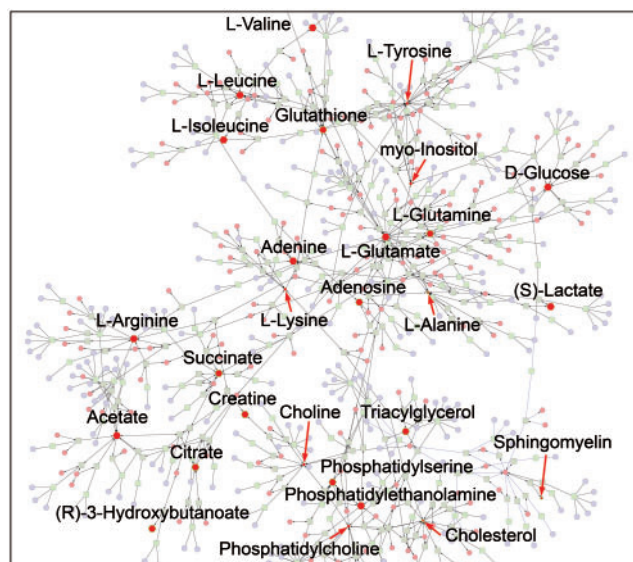 L-Valine
L-Tyrosine
L-Leucine
Glutathione
L-Isoleucine
myo-Inositol
D-Glucose
L-Glutamine
L-Glutamate
Adenine
Adenosine
(S)-Lactate
L-Lysine
L-Alanine
L-Arginine
Succinate
Creatine
Choline
Triacylglycerol
Acetate
Citrate
Sphingomyelin
Phosphatidylserine
Phosphatidylethanolamine
(R)-3-Hydroxybutanoate
Phosphatidylcholine
Cholesterol